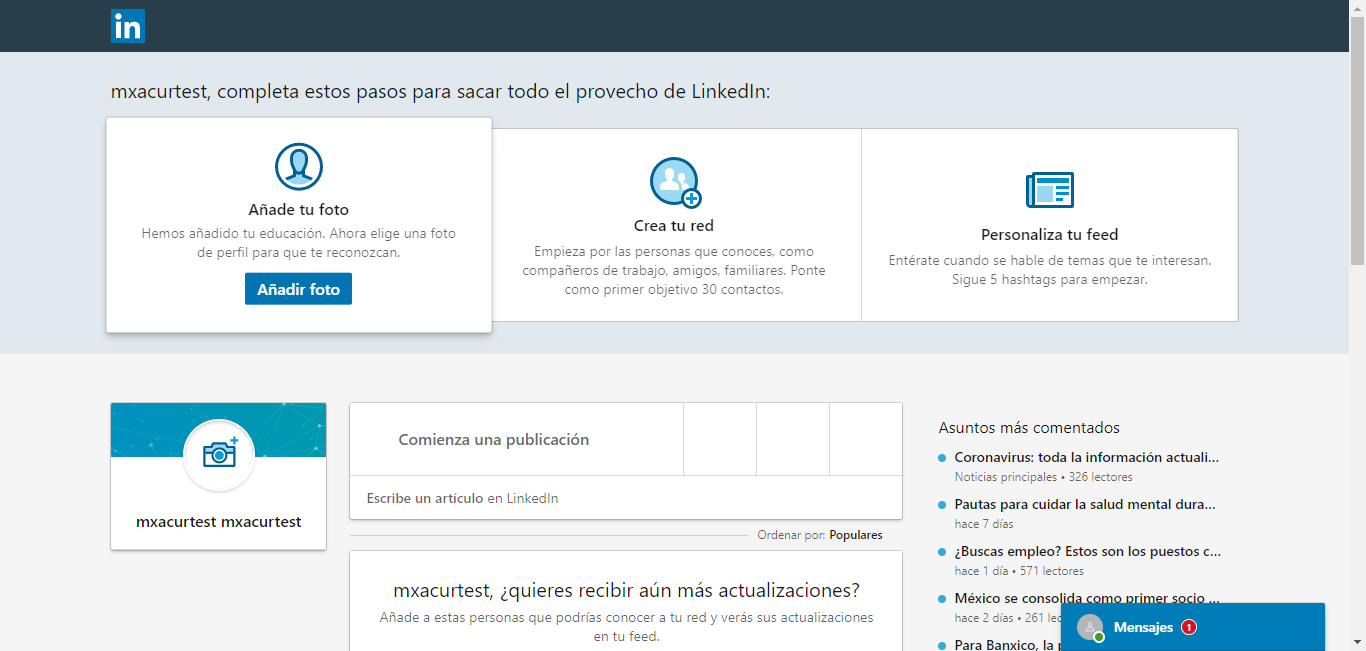 in
mxacurtest, completa estos pasos para sacar todo el provecho de LinkedIn:
Añade tu foto
Hemos añadido tu educación. Ahora elige una foto
de perfil para que te reconozcan.
Añadir foto
Crea tu red
Empieza por las personas que conoces, como
compañeros de trabajo, amigos, familiares. Ponte
como primer objetivo 30 contactos.
Personaliza tu feed
Entérate cuando se hable de temas que te interesan.
Sigue 5 hashtags para empezar.
mxacurtest mxacurtest
Comienza una publicación
Escribe un artículo en LinkedIn
Ordenar por: Populares
mxacurtest, ¿quieres recibir aún más actualizaciones?
Añade a estas personas que podrías conocer a tu red y verás sus actualizaciones
en tu feed.
Asuntos más comentados
Coronavirus: toda la información actuali...
Noticias principales • 326 lectores
Pautas para cuidar la salud mental dura...
hace 7 días
¿Buscas empleo? Estos son los puestos c...
hace 1 día • 571 lectores
México se consolida como primer socio ...
hace 2 días • 261 lec
Para Banxico, la
Mensajes 1